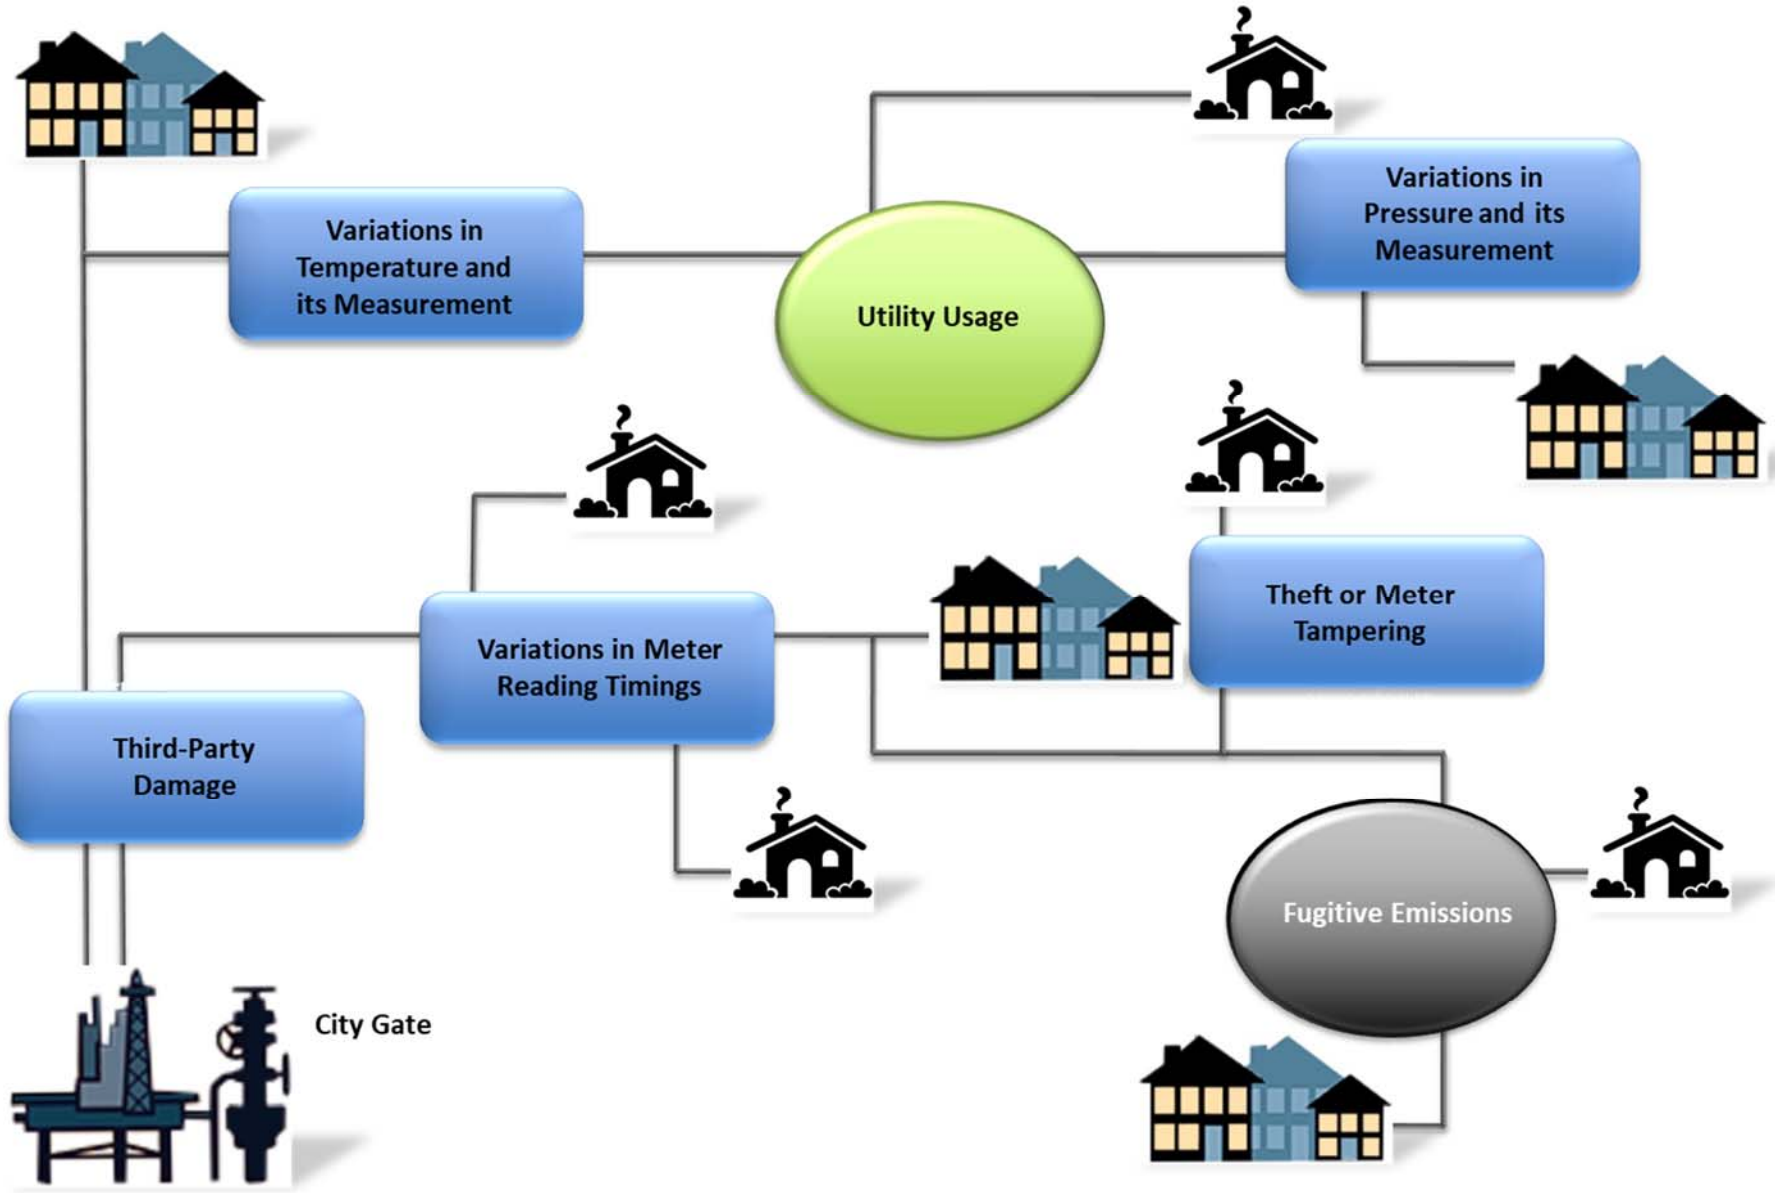 Variations in
Temperature and
its Measurement
Utility Usage
Variations in
Pressure and its
Measurement
Variations in Meter
Reading Timings
Theft or Meter
Tampering
Third-Party
Damage
Fugitive Emissions
City Gate